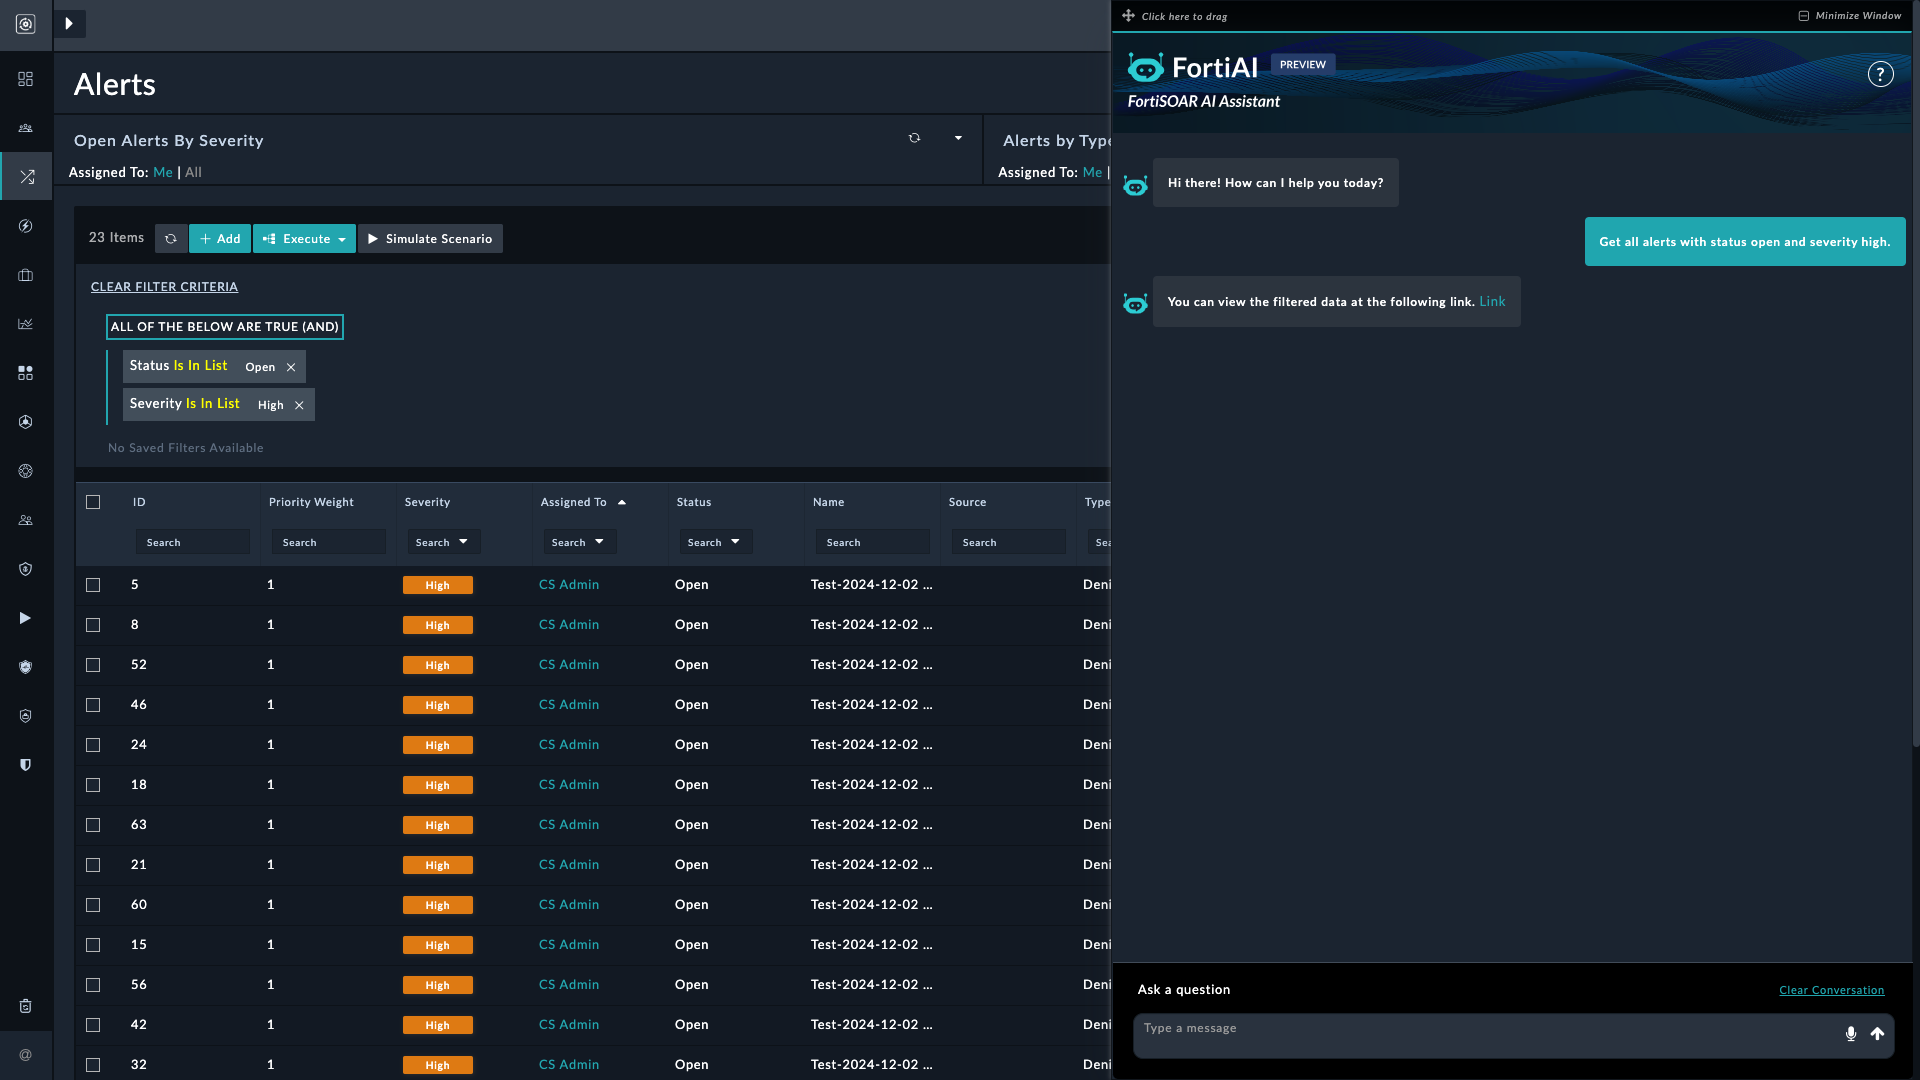 Alerts
Open Alerts By Severity
Assigned To: Me | All
Alerts by Type
Assigned To: Me |
23 Items
Add
Execute
Simulate Scenario
CLEAR FILTER CRITERIA
ALL OF THE BELOW ARE TRUE (AND)
Status Is In List Open
Severity Is In List High
No Saved Filters Available
ID Priority Weight Severity Assigned To Status Name Source Type
Search Search Search Search Search Search Search Sea
5 1 High CS Admin Open Test-2024-12-02 ... Deni
8 1 High CS Admin Open Test-2024-12-02 ... Deni
52 1 High CS Admin Open Test-2024-12-02 ... Deni
46 1 High CS Admin Open Test-2024-12-02 ... Deni
24 1 High CS Admin Open Test-2024-12-02 ... Deni
18 1 High CS Admin Open Test-2024-12-02 ... Deni
63 1 High CS Admin Open Test-2024-12-02 ... Deni
21 1 High CS Admin Open Test-2024-12-02 ... Deni
60 1 High CS Admin Open Test-2024-12-02 ... Deni
15 1 High CS Admin Open Test-2024-12-02 ... Deni
56 1 High CS Admin Open Test-2024-12-02 ... Deni
42 1 High CS Admin Open Test-2024-12-02 ... Deni
32 1 High CS Admin Open Test-2024-12-02 ... Deni
Click here to drag
Minimize Window
FortiAI PREVIEW
FortiSOAR AI Assistant
?
Hi there! How can I help you today?
Get all alerts with status open and severity high.
You can view the filtered data at the following link. Link
Ask a question
Clear Conversation
Type a message
@